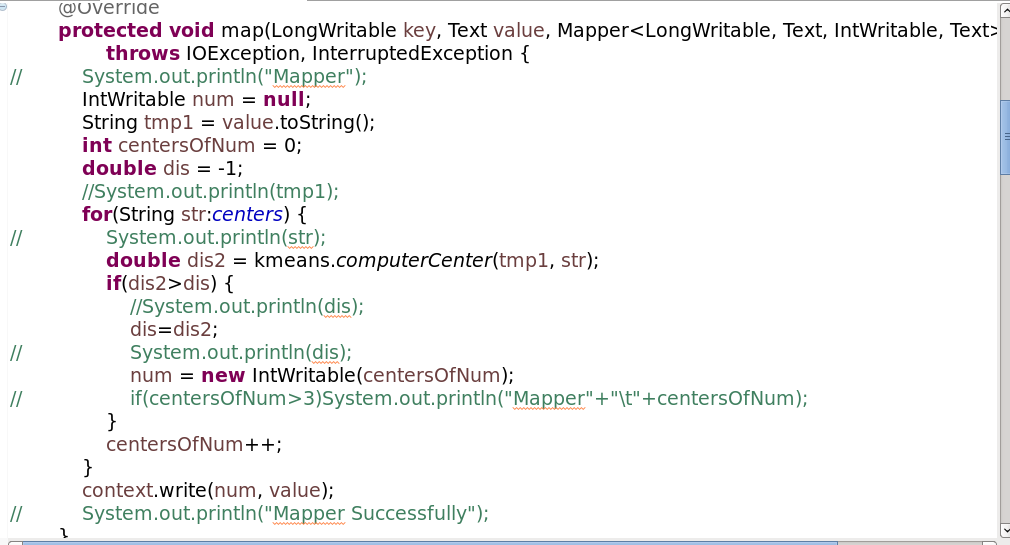 @Override
protected void map(LongWritable key, Text value, Mapper<LongWritable, Text, IntWritable, Text>
throws IOException, InterruptedException {
// System.out.println("Mapper");
IntWritable num = null;
String tmp1 = value.toString();
int centersOfNum = 0;
double dis = -1;
//System.out.println(tmp1);
for(String str:centers) {
// System.out.println(str);
double dis2 = kmeans.computerCenter(tmp1, str);
if(dis2>dis) {
//System.out.println(dis);
dis=dis2;
// System.out.println(dis);
num = new IntWritable(centersOfNum);
// if(centersOfNum>3)System.out.println("Mapper"+"\t"+centersOfNum);
}
centersOfNum++;
}
context.write(num, value);
// System.out.println("Mapper Successfully");
}